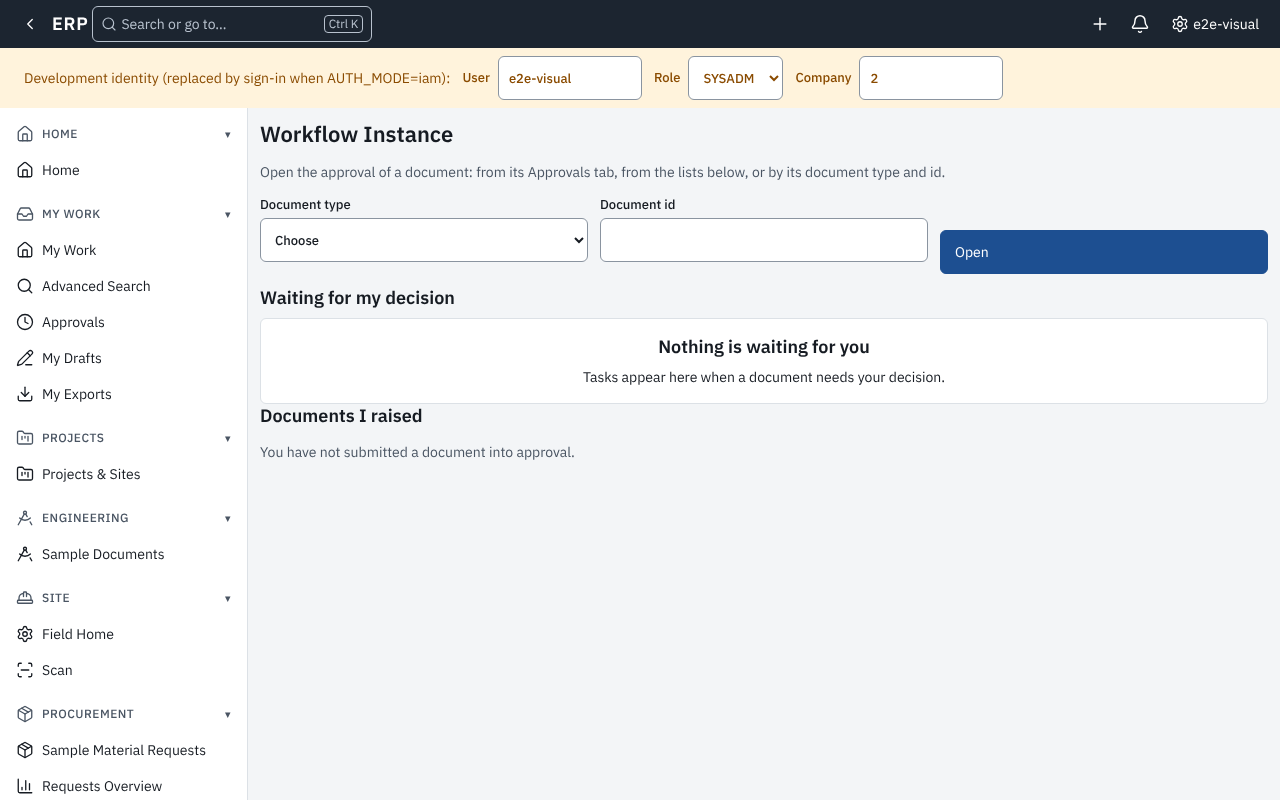 ERP
Search or go to...
Ctrl K
e2e-visual
Development identity (replaced by sign-in when AUTH_MODE=iam):
User
e2e-visual
Role
SYSADM
Company
2
HOME
Home
MY WORK
My Work
Advanced Search
Approvals
My Drafts
My Exports
PROJECTS
Projects & Sites
ENGINEERING
Sample Documents
SITE
Field Home
Scan
PROCUREMENT
Sample Material Requests
Requests Overview
Workflow Instance
Open the approval of a document: from its Approvals tab, from the lists below, or by its document type and id.
Document type
Choose
Document id
Open
Waiting for my decision
Nothing is waiting for you
Tasks appear here when a document needs your decision.
Documents I raised
You have not submitted a document into approval.